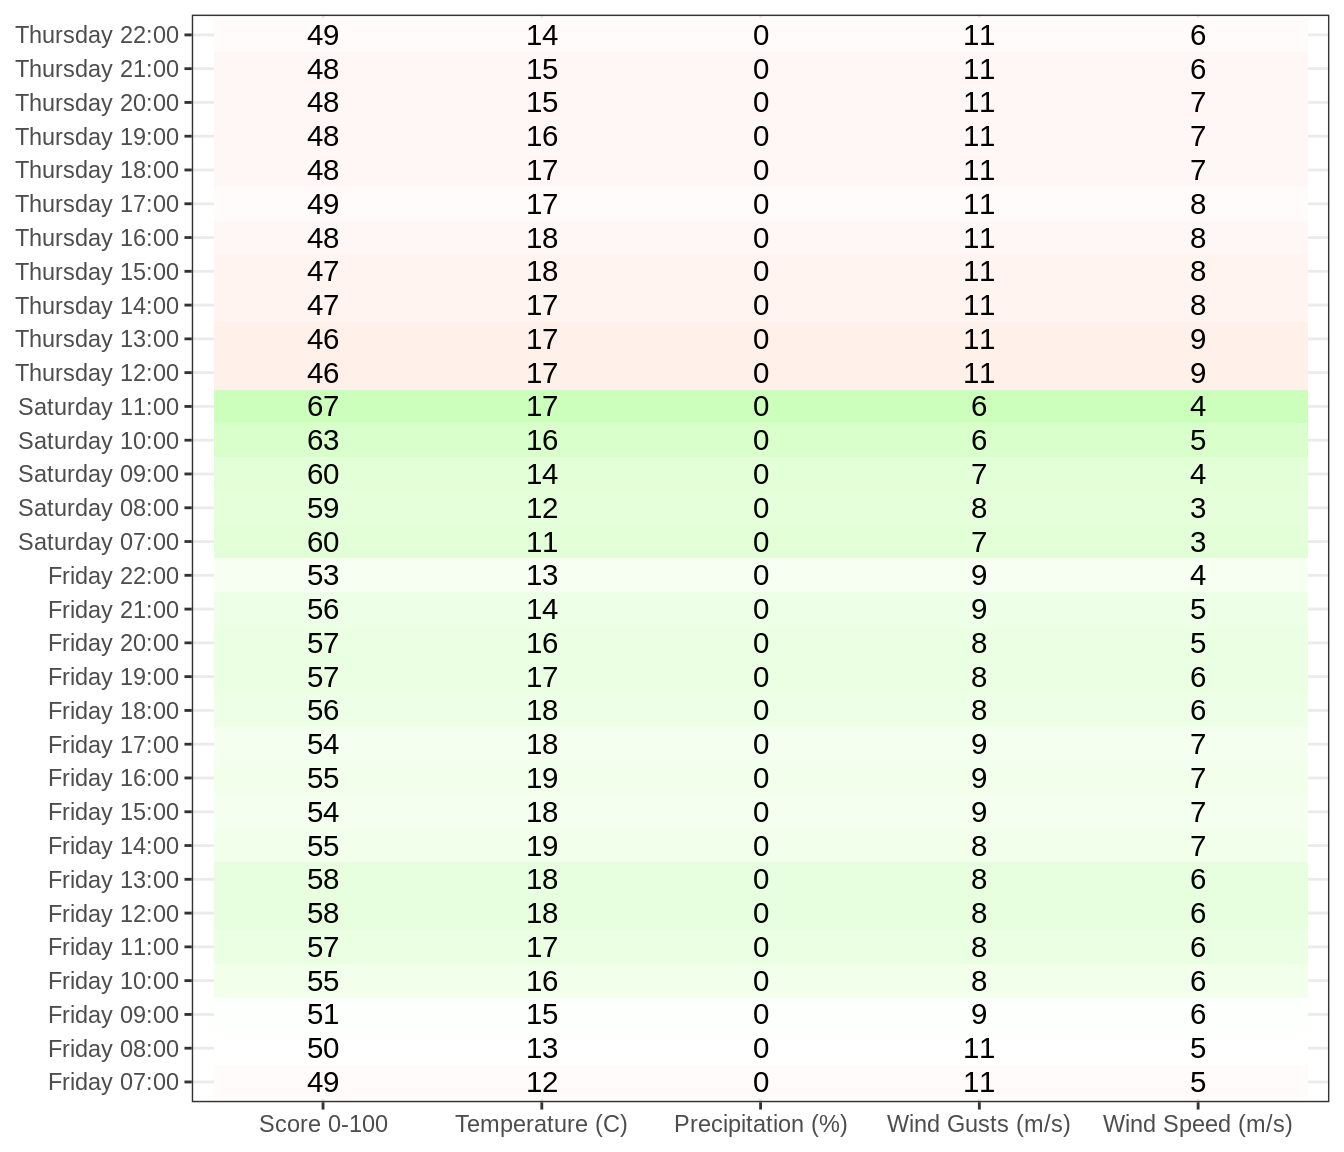 Thursday 22:00 49 14 0 11 6
Thursday 21:00 48 15 0 11 6
Thursday 20:00 48 15 0 11 7
Thursday 19:00 48 16 0 11 7
Thursday 18:00 48 17 0 11 7
Thursday 17:00 49 17 0 11 8
Thursday 16:00 48 18 0 11 8
Thursday 15:00 47 18 0 11 8
Thursday 14:00 47 17 0 11 8
Thursday 13:00 46 17 0 11 9
Thursday 12:00 46 17 0 11 9
Saturday 11:00 67 17 0 6 4
Saturday 10:00 63 16 0 6 5
Saturday 09:00 60 14 0 7 4
Saturday 08:00 59 12 0 8 3
Saturday 07:00 60 11 0 7 3
Friday 22:00 53 13 0 9 4
Friday 21:00 56 14 0 9 5
Friday 20:00 57 16 0 8 5
Friday 19:00 57 17 0 8 6
Friday 18:00 56 18 0 8 6
Friday 17:00 54 18 0 9 7
Friday 16:00 55 19 0 9 7
Friday 15:00 54 18 0 9 7
Friday 14:00 55 19 0 8 7
Friday 13:00 58 18 0 8 6
Friday 12:00 58 18 0 8 6
Friday 11:00 57 17 0 8 6
Friday 10:00 55 16 0 8 6
Friday 09:00 51 15 0 9 6
Friday 08:00 50 13 0 11 5
Friday 07:00 49 12 0 11 5
Score 0-100 Temperature (C) Precipitation (%) Wind Gusts (m/s) Wind Speed (m/s)